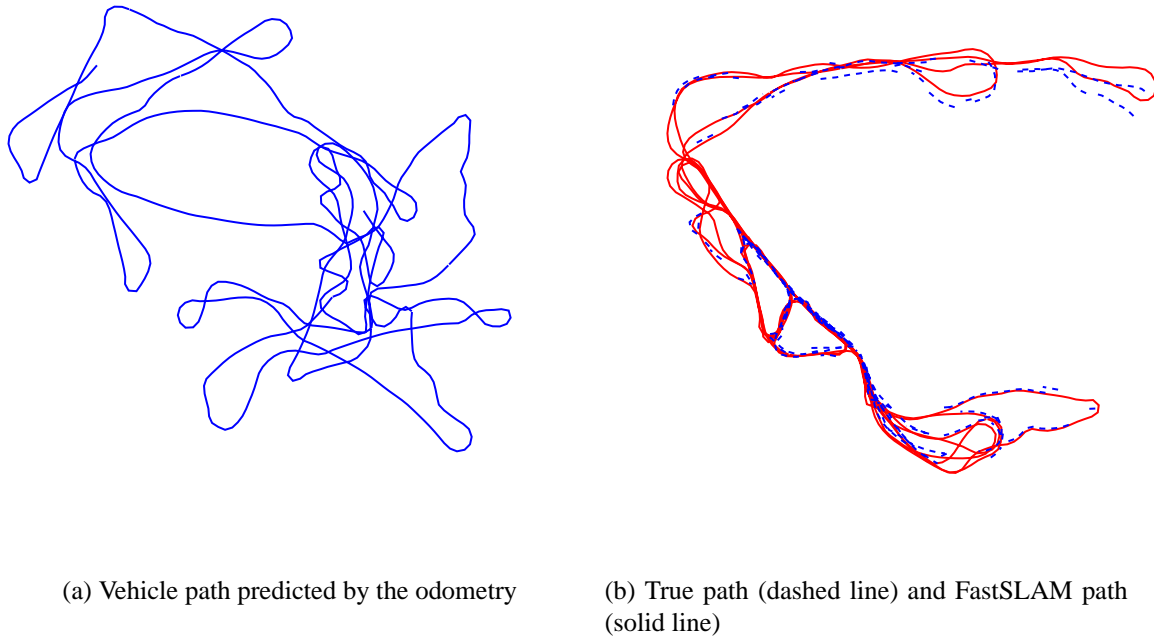 (a) Vehicle path predicted by the odometry
(b) True path (dashed line) and FastSLAM path
(solid line)